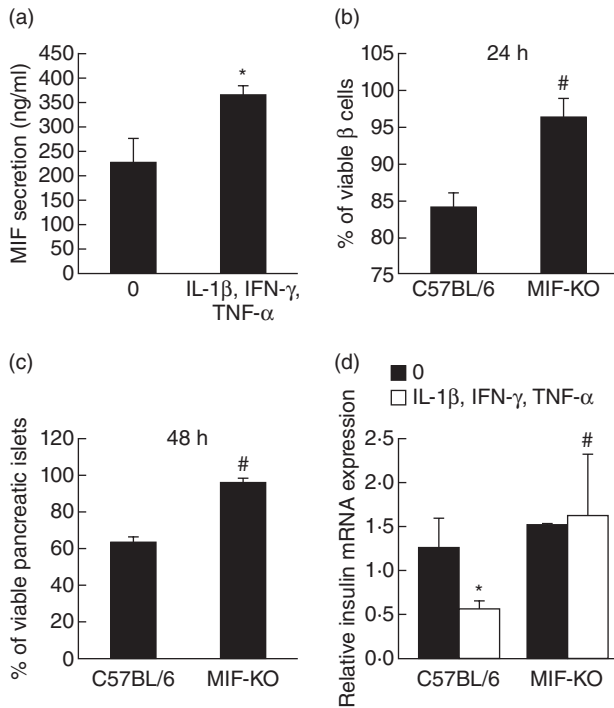 (a)
450
400
350
300
250
200
150
100
50
0
MIF secretion (ng/ml)
*
0
IL-1β, IFN-γ,
TNF-α
(b)
24 h
105
100
95
90
85
80
75
% of viable β cells
#
C57BL/6
MIF-KO
(c)
48 h
120
100
80
60
40
20
0
% of viable pancreatic islets
#
C57BL/6
MIF-KO
(d)
0
IL-1β, IFN-γ, TNF-α
2·5
2·0
1·5
1·0
0·5
0·0
Relative insulin mRNA expression
*
#
C57BL/6
MIF-KO